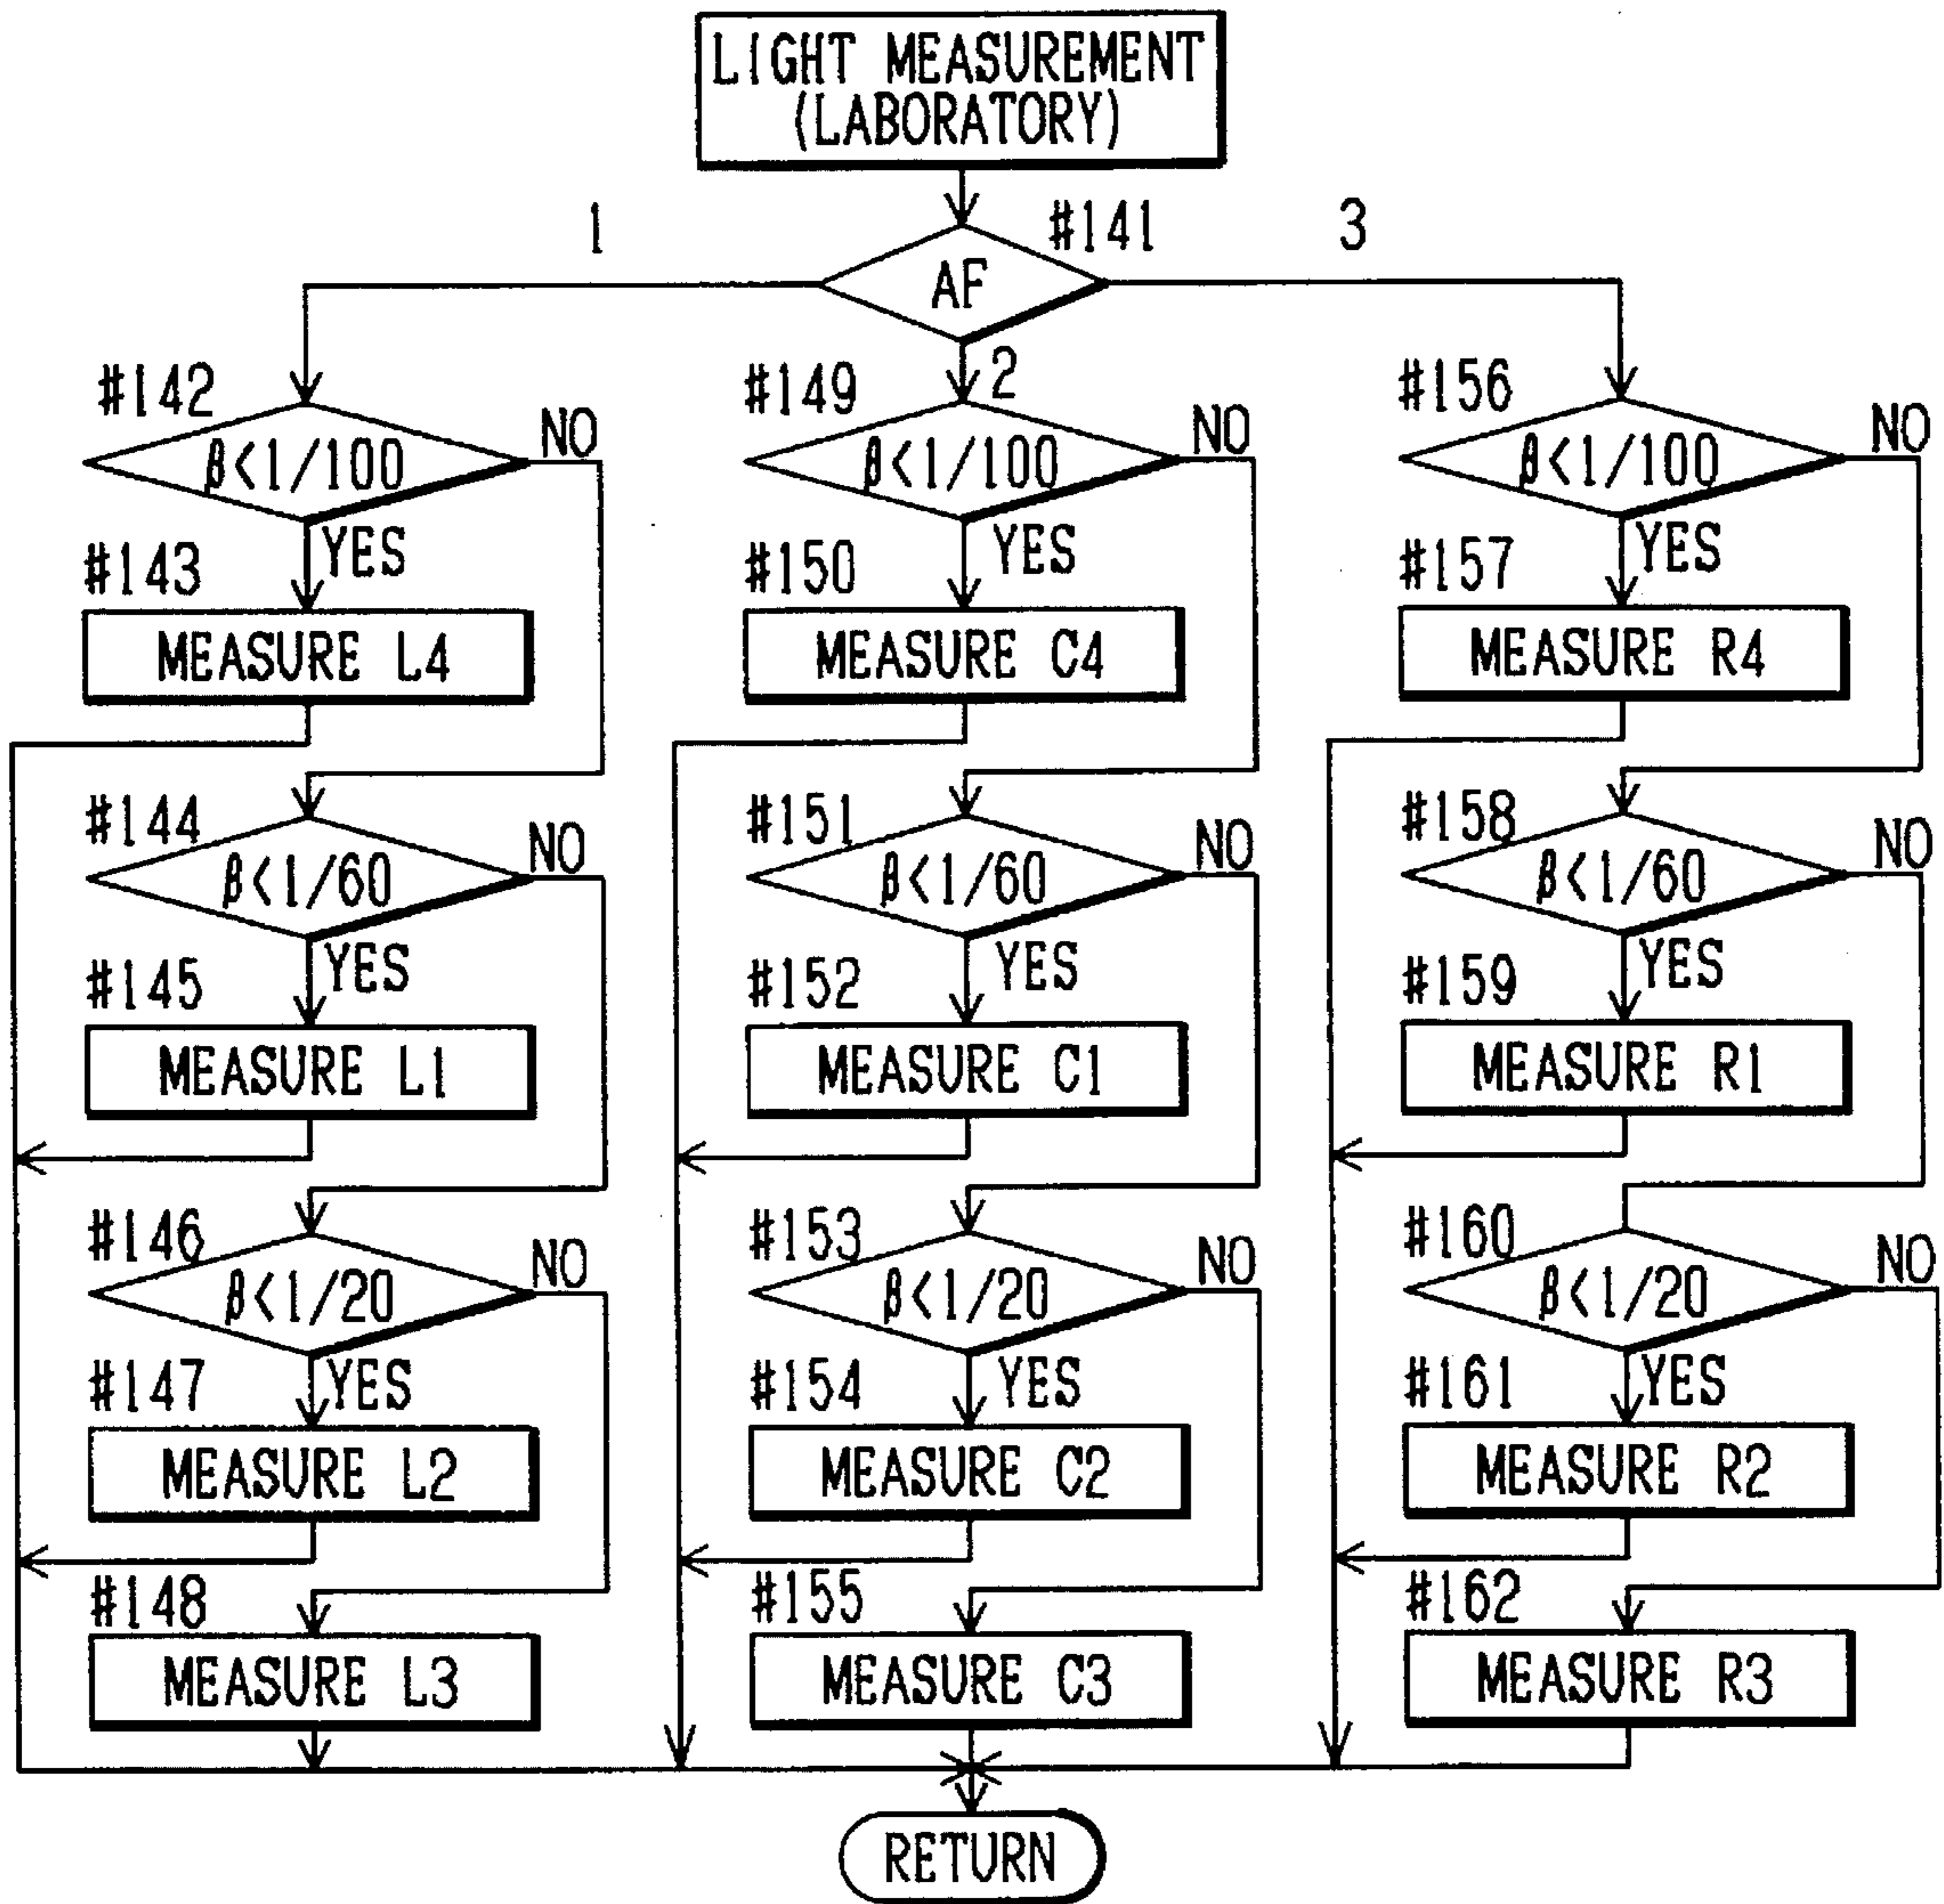 LIGHT MEASUREMENT
(LABORATORY)
1
#141
3
AF
2
#142
β<1/100
NO
YES
#143
MEASURE L4
#144
β<1/60
NO
YES
#145
MEASURE L1
#146
β<1/20
NO
YES
#147
MEASURE L2
#148
MEASURE L3
#149
β<1/100
NO
YES
#150
MEASURE C4
#151
β<1/60
NO
YES
#152
MEASURE C1
#153
β<1/20
NO
YES
#154
MEASURE C2
#155
MEASURE C3
#156
β<1/100
NO
YES
#157
MEASURE R4
#158
β<1/60
NO
YES
#159
MEASURE R1
#160
β<1/20
NO
YES
#161
MEASURE R2
#162
MEASURE R3
RETURN